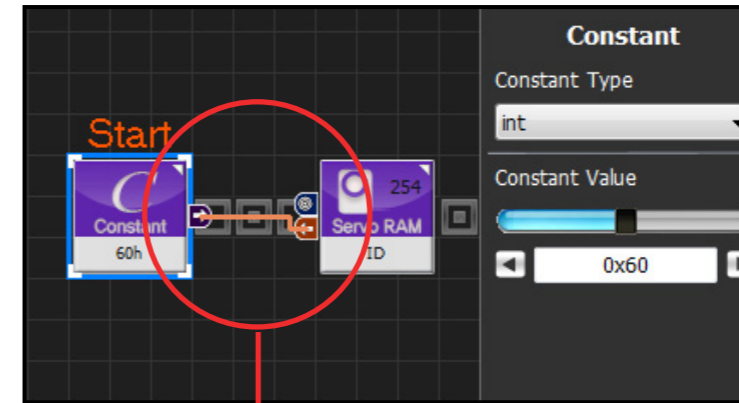 Start
C
Constant
60h
254
Servo RAM
ID
Constant
Constant Type
int
Constant Value
0x60